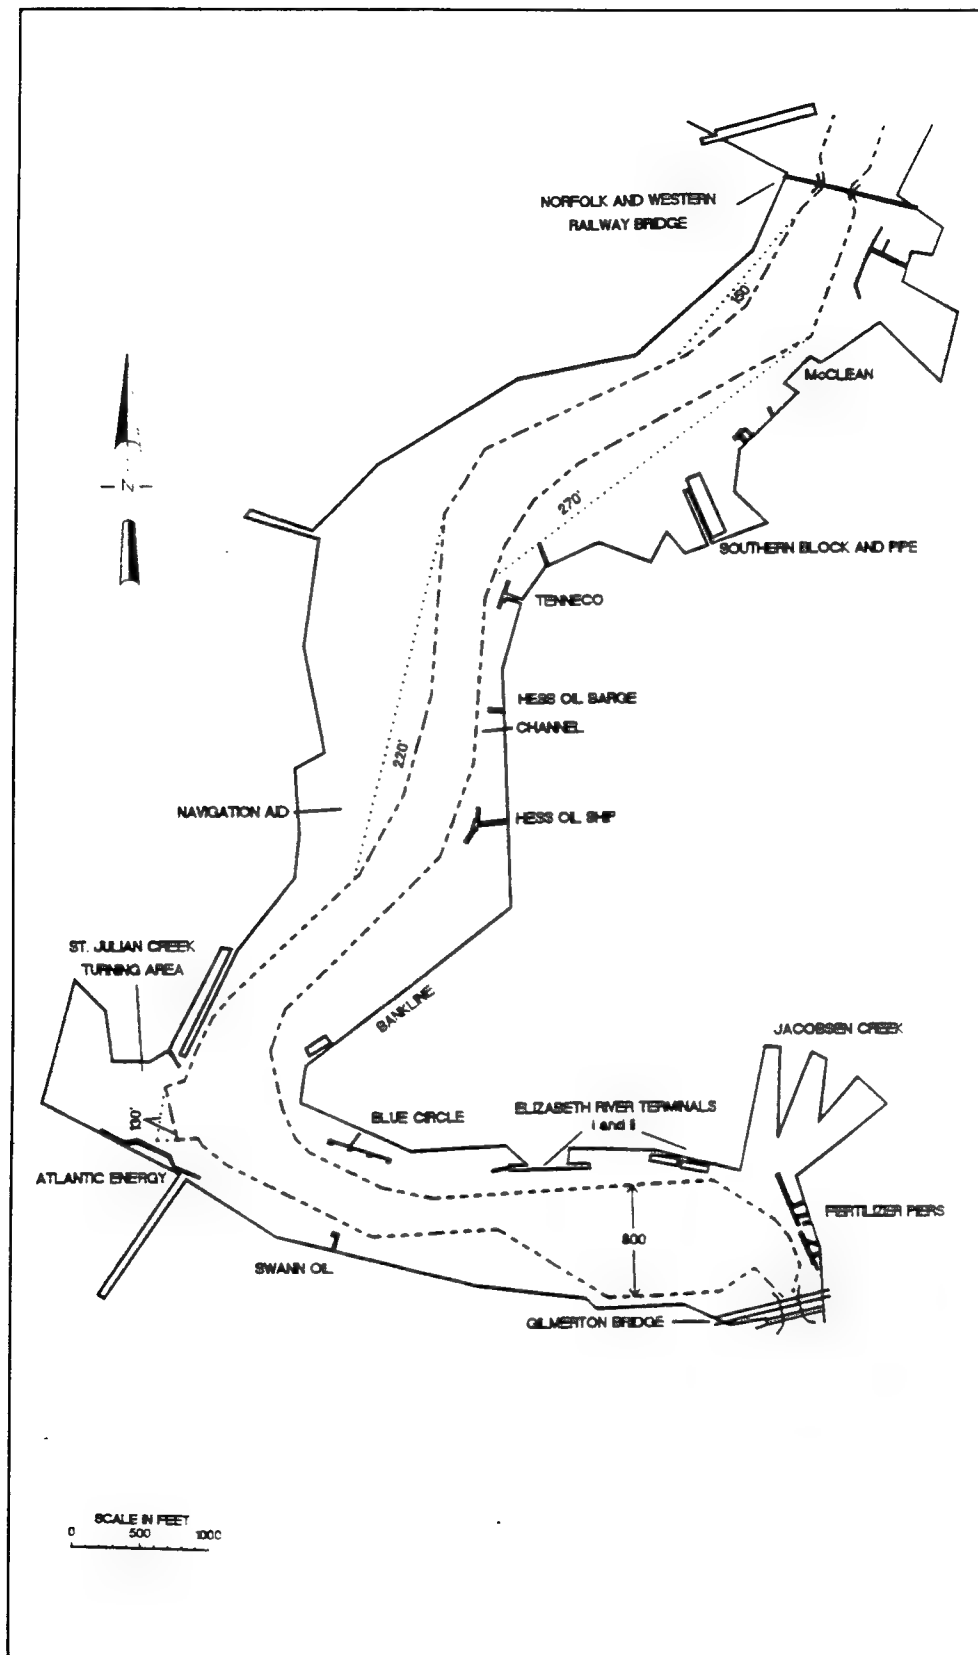 NORFOLK AND WESTERN
RAILWAY BRIDGE
150'
McCLEAN
N
270'
SOUTHERN BLOCK AND PIPE
TENNECO
HESS OIL BARGE
CHANNEL
220'
NAVIGATION AID
HESS OIL SHIP
ST. JULIAN CREEK
TURNING AREA
BANKLINE
JACOBSEN CREEK
130'
BLUE CIRCLE
ELIZABETH RIVER TERMINALS
I and II
ATLANTIC ENERGY
FERTILIZER PIERS
800
SWANN OIL
GILMERTON BRIDGE
SCALE IN FEET
0 500 1000